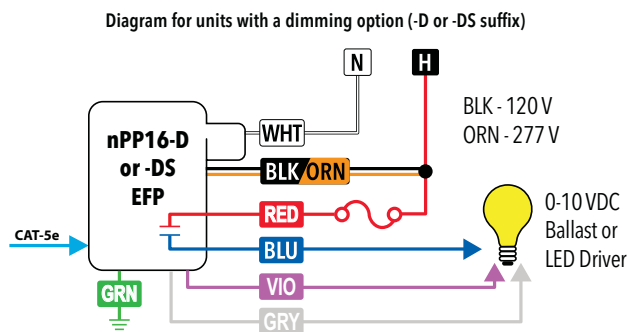 Diagram for units with a dimming option (-D or -DS suffix)
N
H
BLK - 120 V
ORN - 277 V
WHT
nPP16-D
or -DS
EFP
BLK/ORN
RED
0-10 VDC
Ballast or
LED Driver
CAT-5e
BLU
VIO
GRN
GRY